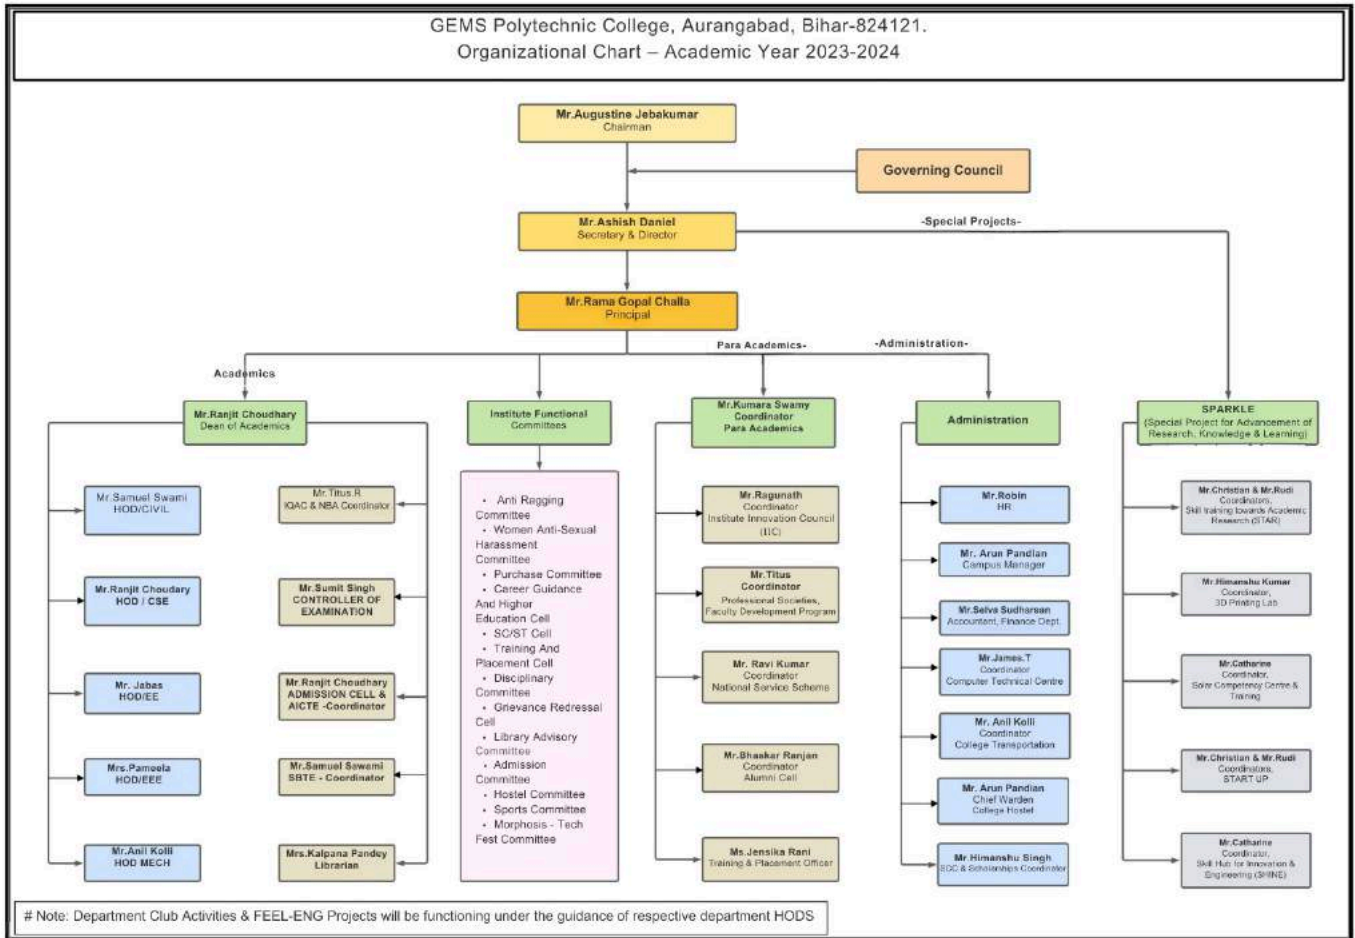 GEMS Polytechnic College, Aurangabad, Bihar-824121.
Organizational Chart – Academic Year 2023-2024
Mr.Augustine Jebakumar
Chairman
Governing Council
Mr.Ashish Daniel
Secretary & Director
-Special Projects-
Mr.Rama Gopal Challa
Principal
Academics
Para Academics-
-Administration-
Mr.Ranjit Choudhary
Dean of Academics
Mr.Samuel Swami
HOD/CIVIL
Mr.Ranjit Choudary
HOD / CSE
Mr. Jabas
HOD/EE
Mrs.Pameela
HOD/EEE
Mr.Anil Kolli
HOD MECH
Mr.Titus.R
IQAC & NBA Coordinator
Mr.Sumit Singh
CONTROLLER OF
EXAMINATION
Mr.Ranjit Choudhary
ADMISSION CELL &
AICTE -Coordinator
Mr.Samuel Sawami
SBTE - Coordinator
Mrs.Kalpana Pandey
Librarian
Institute Functional
Committees
• Anti Ragging
Committee
• Women Anti-Sexual
Harassment
Committee
• Purchase Committee
• Career Guidance
And Higher
Education Cell
• SC/ST Cell
• Training And
Placement Cell
• Disciplinary
Committee
• Grievance Redressal
Cell
• Library Advisory
Committee
• Admission
Committee
• Hostel Committee
• Sports Committee
• Morphosis - Tech
Fest Committee
Mr.Kumara Swamy
Coordinator
Para Academics
Mr.Ragunath
Coordinator
Institute Innovation Council
(IIC)
Mr.Titus
Coordinator
Professional Societies,
Faculty Development Program
Mr. Ravi Kumar
Coordinator
National Service Scheme
Mr.Bhaskar Ranjan
Coordinator
Alumni Cell
Ms.Jensika Rani
Training & Placement Officer
Administration
Mr.Robin
HR
Mr. Arun Pandian
Campus Manager
Mr.Selva Sudharsan
Accountant, Finance Dept.
Mr.James.T
Coordinator
Computer Technical Centre
Mr. Anil Kolli
Coordinator
College Transportation
Mr. Arun Pandian
Chief Warden
College Hostel
Mr.Himanshu Singh
& Scholarships Coordinator
SPARKLE
(Special Project for Advancement of
Research, Knowledge & Learning)
Mr.Christian & Mr.Rudi
Coordinators,
Skill training towards Academic
Research (STAR)
Mr.Himanshu Kumar
Coordinator,
3D Printing Lab
Mr.Catharine
Coordinator,
Solar Competency Centre &
Training
Mr.Christian & Mr.Rudi
Coordinators,
START UP
Mr.Catharine
Coordinator,
Skill Hub for Innovation &
Engineering (SHINE)
# Note: Department Club Activities & FEEL-ENG Projects will be functioning under the guidance of respective department HODS